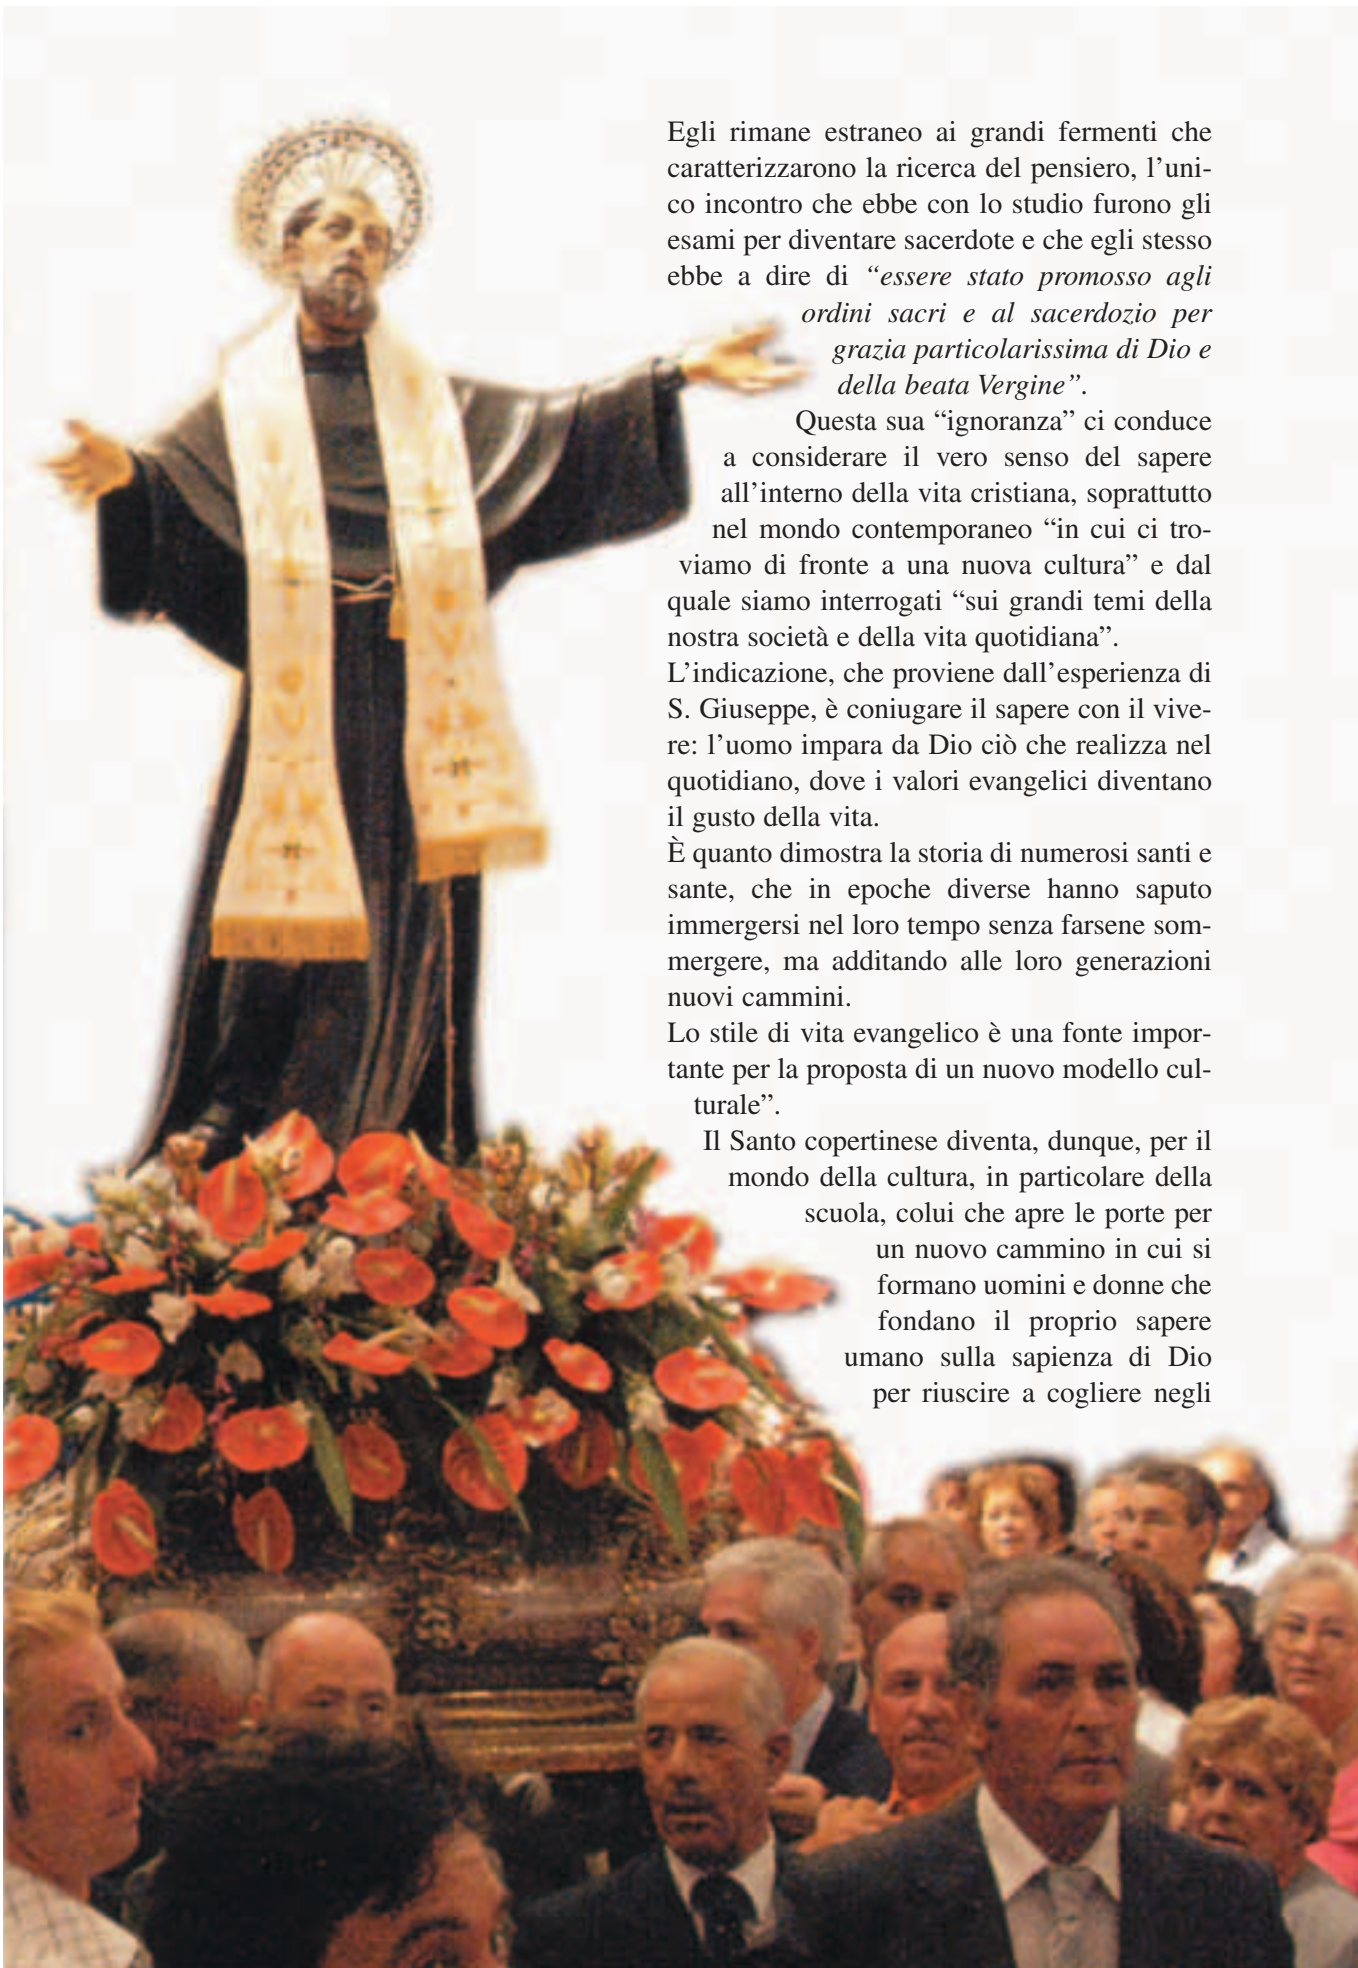 Egli rimane estraneo ai grandi fermenti che
caratterizzarono la ricerca del pensiero, l’uni-
co incontro che ebbe con lo studio furono gli
esami per diventare sacerdote e che egli stesso
ebbe a dire di “essere stato promosso agli
ordini sacri e al sacerdozio per
grazia particolarissima di Dio e
della beata Vergine”.
Questa sua “ignoranza” ci conduce
a considerare il vero senso del sapere
all’interno della vita cristiana, soprattutto
nel mondo contemporaneo “in cui ci tro-
viamo di fronte a una nuova cultura” e dal
quale siamo interrogati “sui grandi temi della
nostra società e della vita quotidiana”.
L’indicazione, che proviene dall’esperienza di
S. Giuseppe, è coniugare il sapere con il vive-
re: l’uomo impara da Dio ciò che realizza nel
quotidiano, dove i valori evangelici diventano
il gusto della vita.
È quanto dimostra la storia di numerosi santi e
sante, che in epoche diverse hanno saputo
immergersi nel loro tempo senza farsene som-
mergere, ma additando alle loro generazioni
nuovi cammini.
Lo stile di vita evangelico è una fonte impor-
tante per la proposta di un nuovo modello cul-
turale”.
Il Santo copertinese diventa, dunque, per il
mondo della cultura, in particolare della
scuola, colui che apre le porte per
un nuovo cammino in cui si
formano uomini e donne che
fondano il proprio sapere
umano sulla sapienza di Dio
per riuscire a cogliere negli